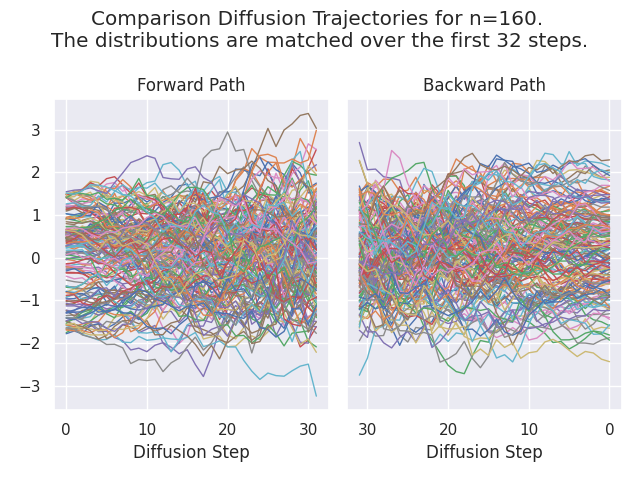 Comparison Diffusion Trajectories for n=160.
The distributions are matched over the first 32 steps.
Forward Path
Backward Path
3
2
1
0
−1
−2
−3
0 10 20 30
30 20 10 0
Diffusion Step
Diffusion Step